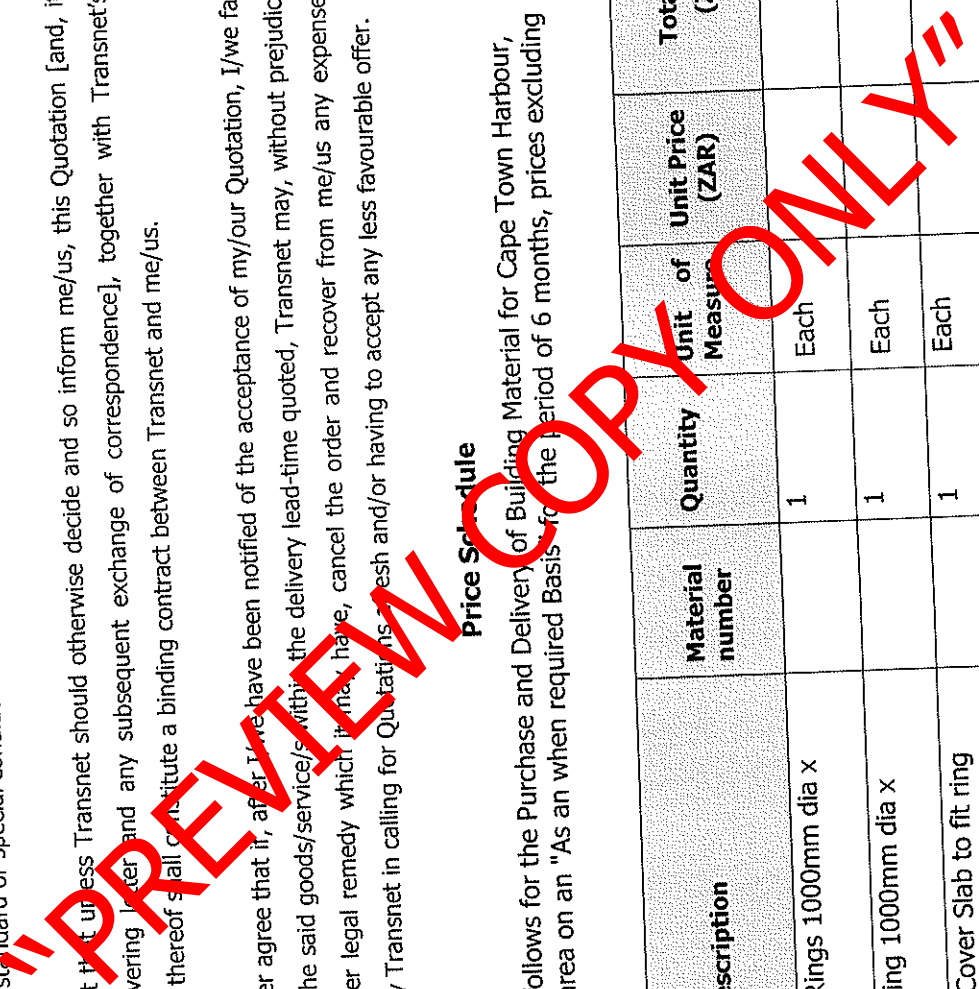 standard or special
t that unless Transnet should otherwise decide and so inform me/us, this Quotation [and, i
vering letter and any subsequent exchange of correspondence], together with Transnet's
thereof shall constitute a binding contract between Transnet and me/us.
er agree that if, after I/we have been notified of the acceptance of my/our Quotation, I/we fa
he said goods/service/s within the delivery lead-time quoted, Transnet may, without prejudic
er legal remedy which it may have, cancel the order and recover from me/us any expense
y Transnet in calling for Quotations afresh and/or having to accept any less favourable offer.
Price Schedule
ollows for the Purchase and Delivery of Building Material for Cape Town Harbour,
area on an "As an when required Basis" for the period of 6 months, prices excluding
scription Material number Quantity Unit of Measure Unit Price (ZAR) Tota
Rings 1000mm dia x 1 Each
ing 1000mm dia x 1 Each
Cover Slab to fit ring 1 Each
"PREVIEW COPY ONLY"